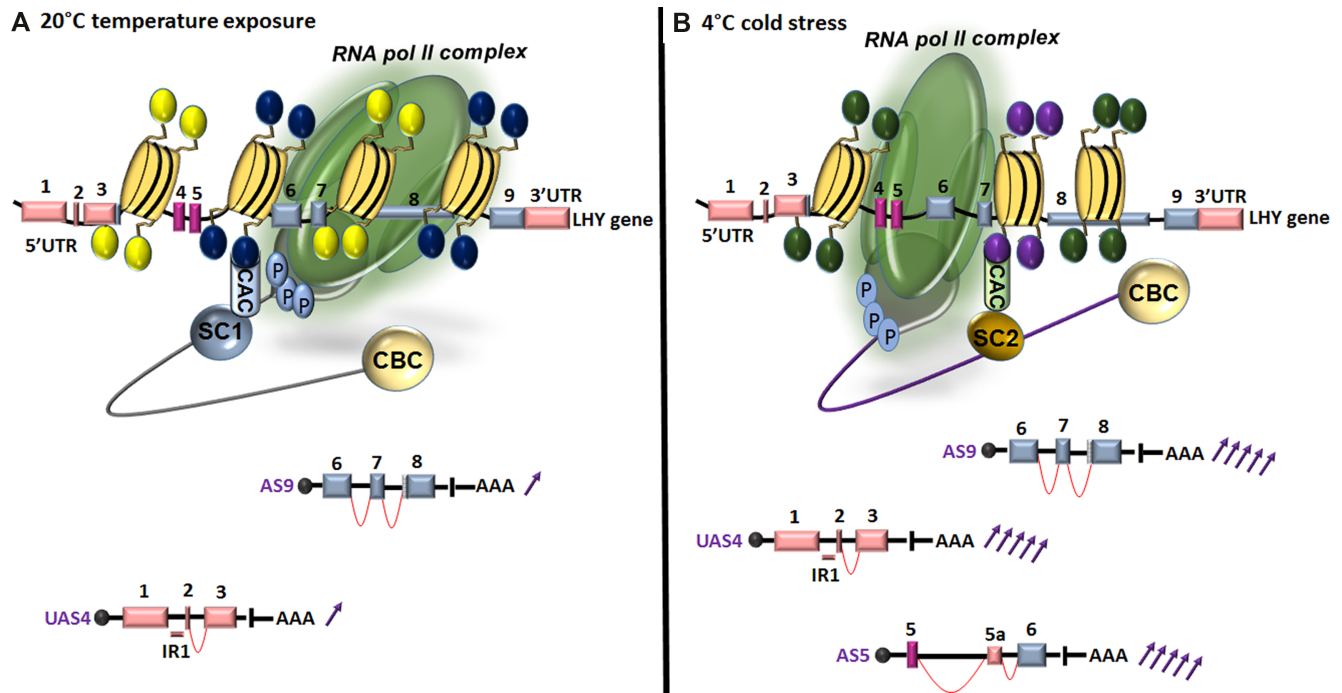 A 20°C temperature exposure
RNA pol II complex
1 2 3 4 5 6 7 8 9 3'UTR
5'UTR
LHY gene
CAC
P
P
P
SC1
CBC
6 7 8
AS9 AAA
1 2 3
UAS4 AAA
IR1
B 4°C cold stress
RNA pol II complex
1 2 3 4 5 6 7 8 9 3'UTR
5'UTR
LHY gene
CAC
P
P
P
SC2
CBC
6 7 8
AS9 AAA
1 2 3
UAS4 AAA
IR1
5 5a 6
AS5 AAA